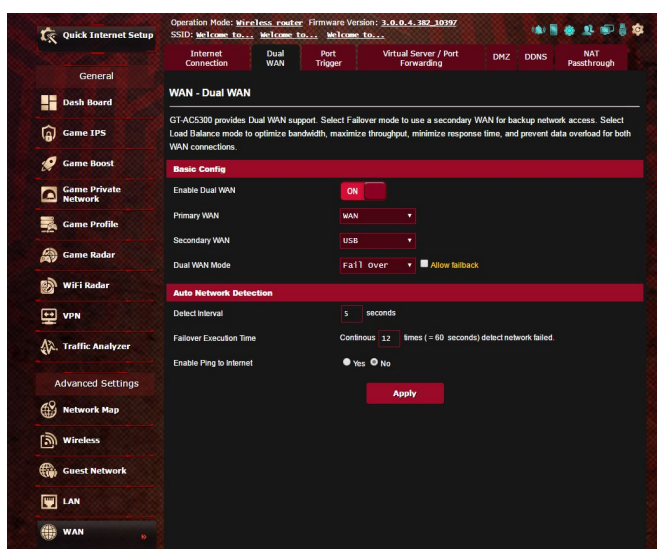 Quick Internet Setup
Operation Mode: Wireless router Firmware Version: 3.0.0.4.382_10397
SSID: Welcome to... Welcome to... Welcome to...
General
Dash Board
Game IPS
Game Boost
Game Private
Network
Game Profile
Game Radar
WiFi Radar
VPN
Traffic Analyzer
Advanced Settings
Network Map
Wireless
Guest Network
LAN
WAN
Internet
Connection
Dual
WAN
Port
Trigger
Virtual Server / Port
Forwarding
DMZ
DDNS
NAT
Passthrough
WAN - Dual WAN
GT-AC5300 provides Dual WAN support. Select Failover mode to use a secondary WAN for backup network access. Select
Load Balance mode to optimize bandwidth, maximize throughput, minimize response time, and prevent data overload for both
WAN connections.
Basic Config
Enable Dual WAN ON
Primary WAN WAN
Secondary WAN USB
Dual WAN Mode Fail Over Allow failback
Auto Network Detection
Detect Interval 5 seconds
Failover Execution Time Continous 12 times ( = 60 seconds) detect network failed.
Enable Ping to Internet Yes No
Apply